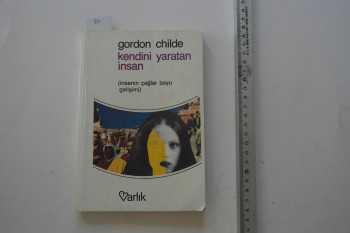 gordon childe
kendini yaratan
insan
(insanın çağlar boyu
gelişimi)
Varlık